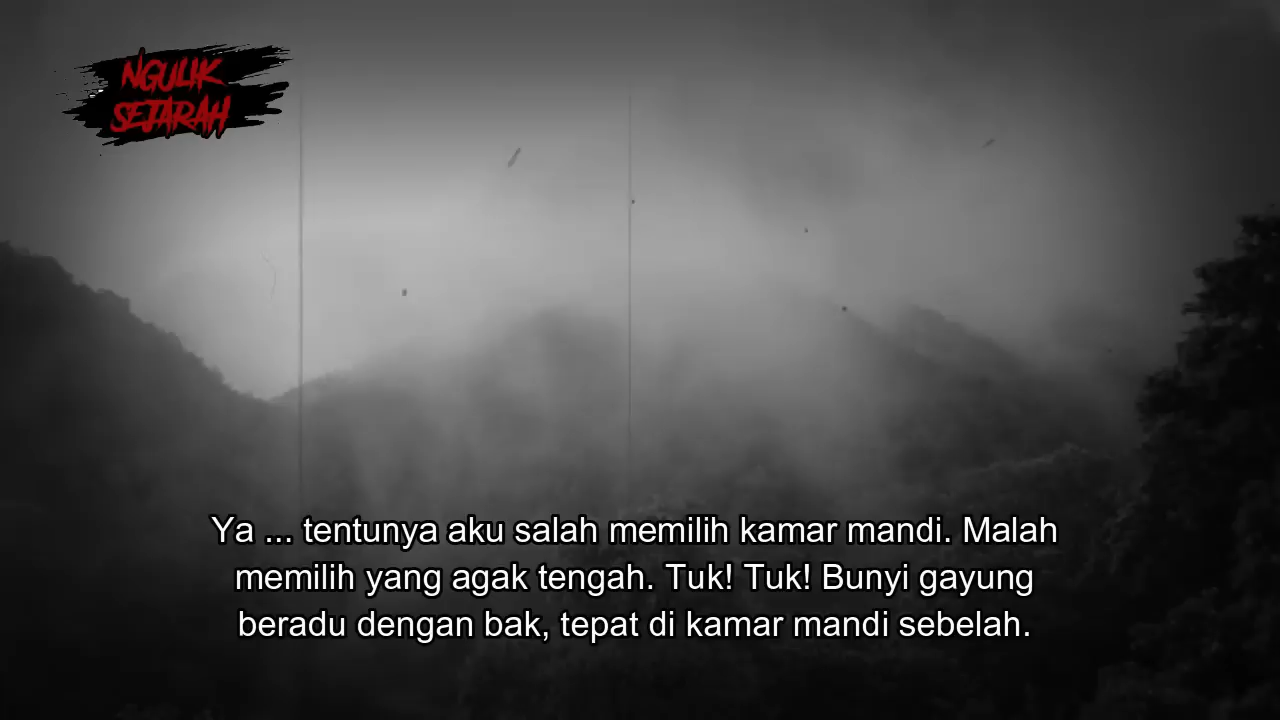 NGULIK
SEJARAH
Ya ... tentunya aku salah memilih kamar mandi. Malah
memilih yang agak tengah. Tuk! Tuk! Bunyi gayung
beradu dengan bak, tepat di kamar mandi sebelah.